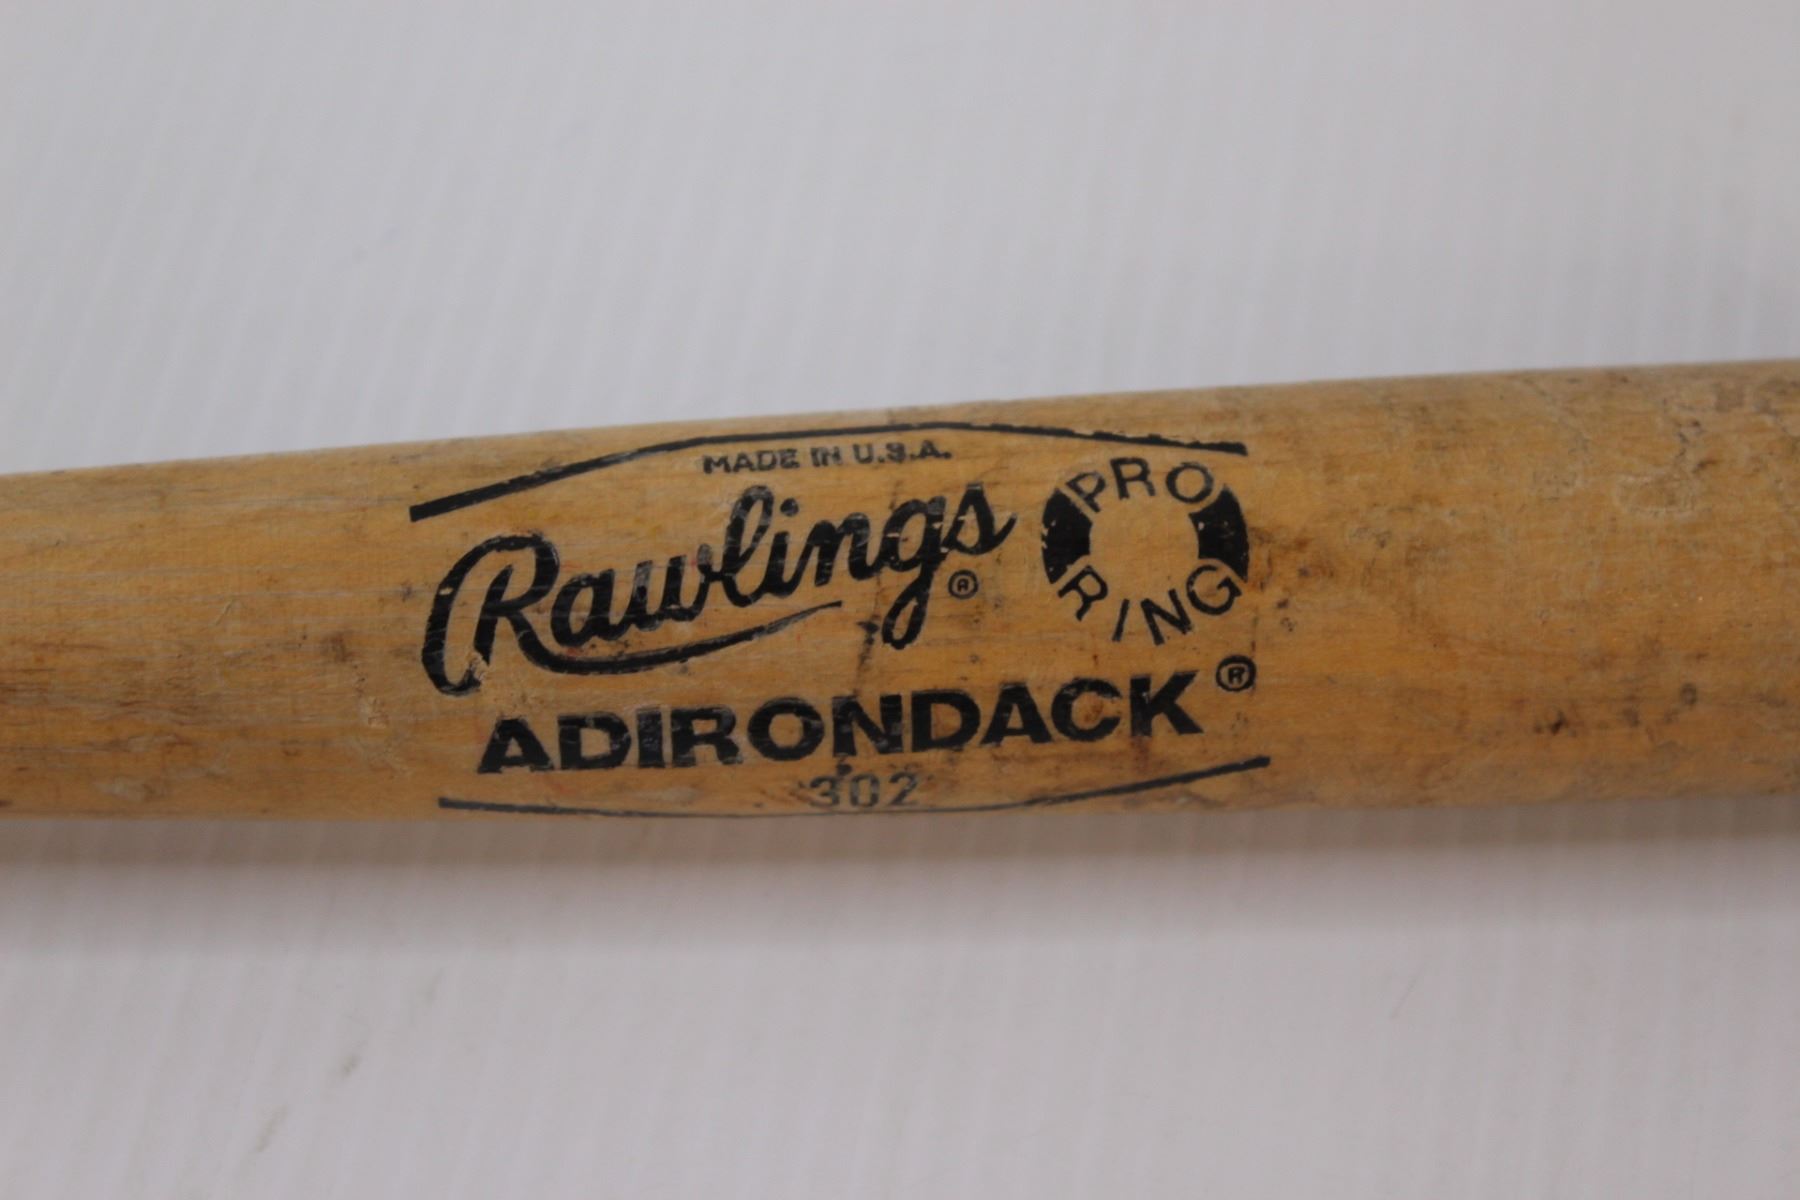 MADE IN U.S.A.
Rawlings ®
PRO
RING
ADIRONDACK ®
302